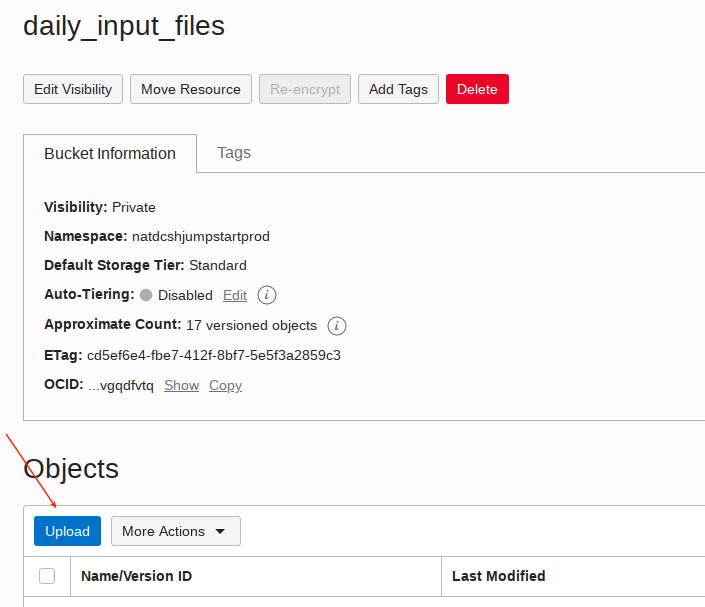 daily_input_files
Edit Visibility Move Resource Re-encrypt Add Tags Delete
Bucket Information Tags
Visibility: Private
Namespace: natdcshjumpstartprod
Default Storage Tier: Standard
Auto-Tiering: Disabled Edit i
Approximate Count: 17 versioned objects i
ETag: cd5ef6e4-fbe7-412f-8bf7-5e5f3a2859c3
OCID: ...vgqdfvtq Show Copy
Objects
Upload More Actions
Name/Version ID Last Modified